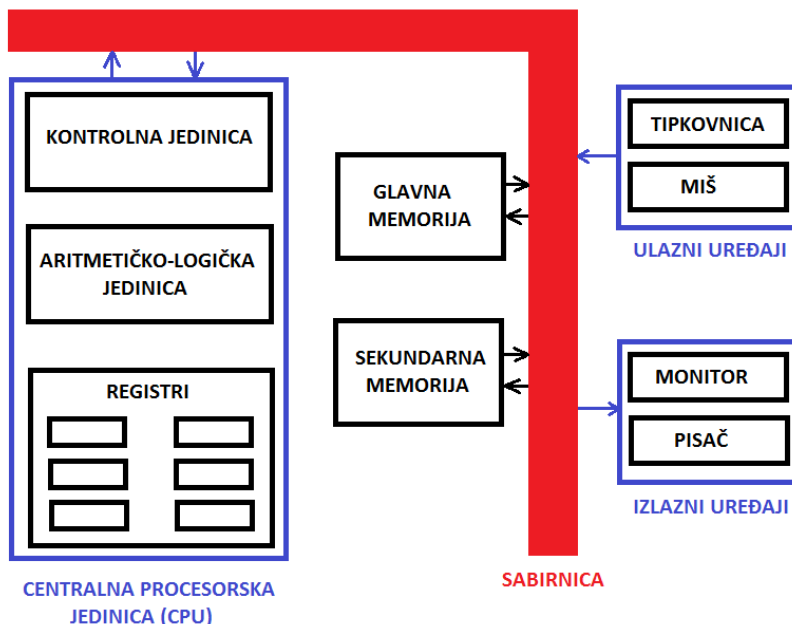 KONTROLNA JEDINICA
ARITMETIČKO-LOGIČKA
JEDINICA
REGISTRI
CENTRALNA PROCESORSKA
JEDINICA (CPU)
GLAVNA
MEMORIJA
SEKUNDARNA
MEMORIJA
SABIRNICA
TIPKOVNICA
MIŠ
ULAZNI UREĐAJI
MONITOR
PISAČ
IZLAZNI UREĐAJI